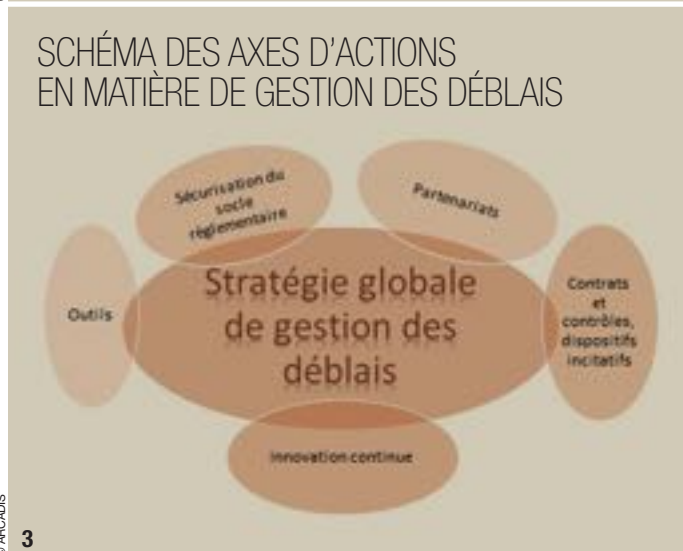 SCHÉMA DES AXES D'ACTIONS
EN MATIÈRE DE GESTION DES DÉBLAIS
Sécurisation du
socle
règlementaire
Partenariats
Outils
Stratégie globale
de gestion des
déblais
Contrats
et
contrôles,
dispositifs
incitatifs
Innovation continue
© ARCADIS
3